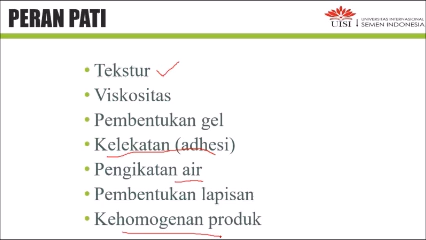 PERAN PATI
UISI
UNIVERSITAS INTERNASIONAL
SEMEN INDONESIA
• Tekstur
• Viskositas
• Pembentukan gel
• Kelekatan (adhesi)
• Pengikatan air
• Pembentukan lapisan
• Kehomogenan produk